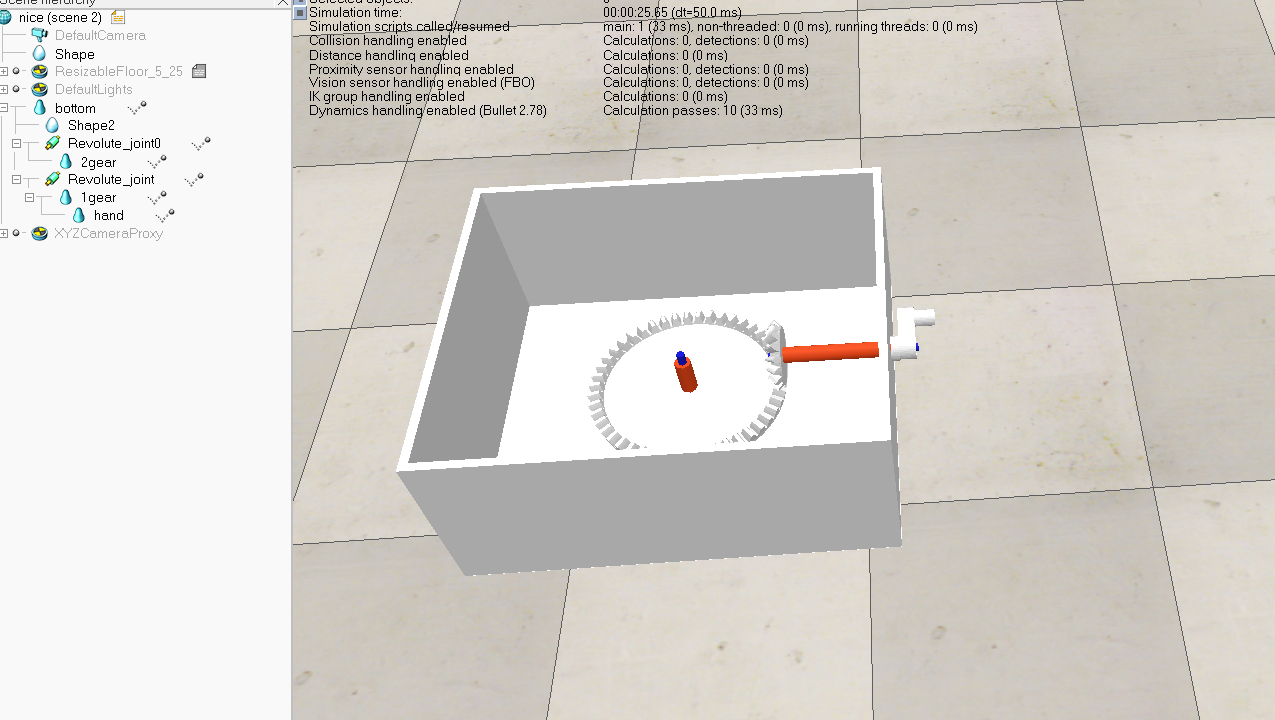 Scene hierarchy
nice (scene 2)
DefaultCamera
Shape
ResizableFloor_5_25
DefaultLights
bottom
Shape2
Revolute_joint0
2gear
Revolute_joint
1gear
hand
XYZCameraProxy
Selected objects: 0
Simulation time: 00:00:25.65 (dt=50.0 ms)
Simulation scripts called/resumed main: 1 (33 ms), non-threaded: 0 (0 ms), running threads: 0 (0 ms)
Collision handling enabled Calculations: 0, detections: 0 (0 ms)
Distance handling enabled Calculations: 0 (0 ms)
Proximity sensor handling enabled Calculations: 0, detections: 0 (0 ms)
Vision sensor handling enabled (FBO) Calculations: 0, detections: 0 (0 ms)
IK group handling enabled Calculations: 0 (0 ms)
Dynamics handling enabled (Bullet 2.78) Calculation passes: 10 (33 ms)